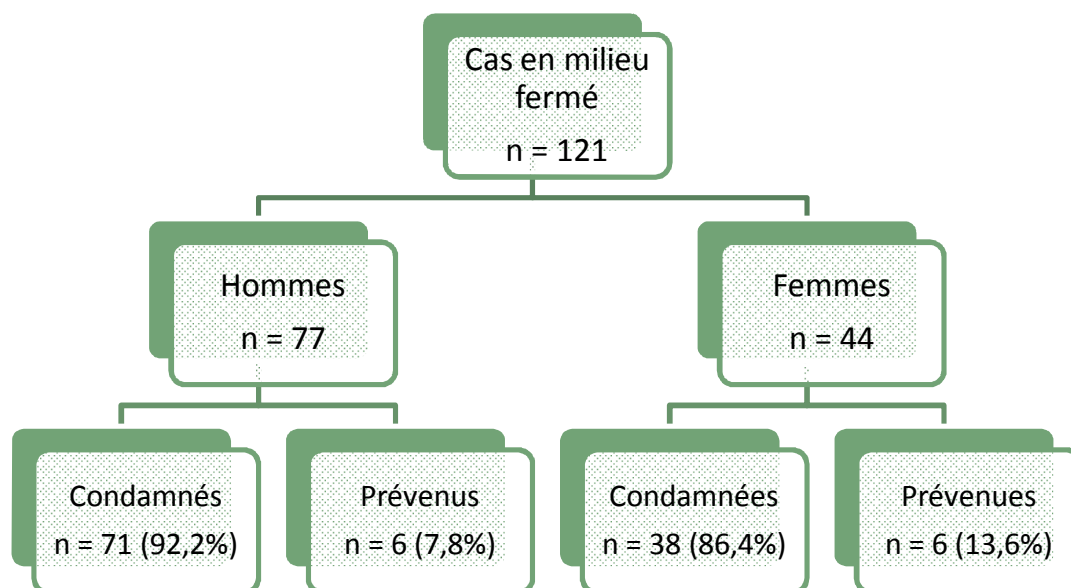 Cas en milieu
fermé
n = 121
Hommes
n = 77
Femmes
n = 44
Condamnés
n = 71 (92,2%)
Prévenus
n = 6 (7,8%)
Condamnées
n = 38 (86,4%)
Prévenues
n = 6 (13,6%)